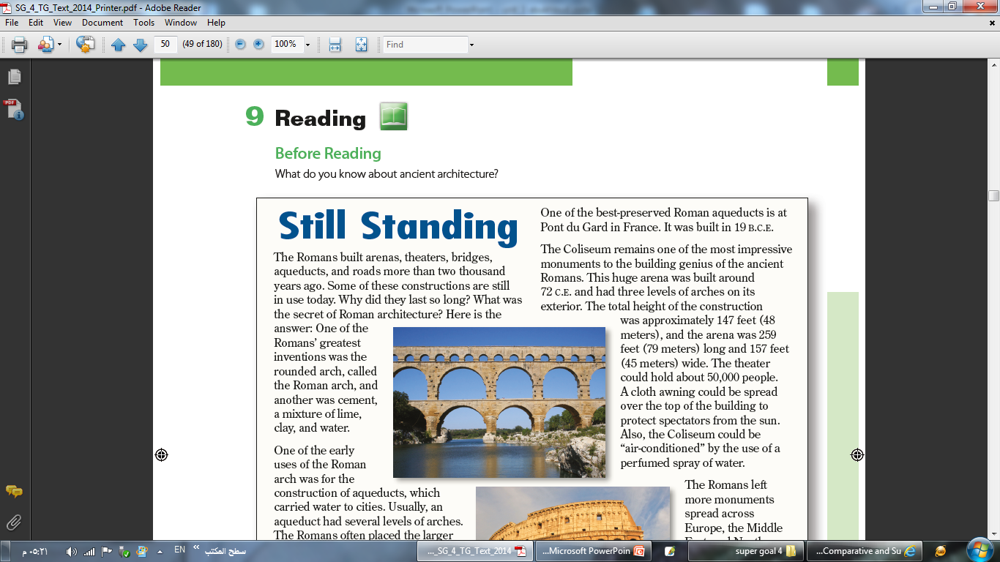 SG_4_TG_Text_2014_Printer.pdf - Adobe Reader
File Edit View Document Tools Window Help
50 (49 of 180) 100% Find
9 Reading
Before Reading
What do you know about ancient architecture?
Still Standing
The Romans built arenas, theaters, bridges,
aqueducts, and roads more than two thousand
years ago. Some of these constructions are still
in use today. Why did they last so long? What was
the secret of Roman architecture? Here is the
answer: One of the
Romans’ greatest
inventions was the
rounded arch, called
the Roman arch, and
another was cement,
a mixture of lime,
clay, and water.
One of the early
uses of the Roman
arch was for the
construction of aqueducts, which
carried water to cities. Usually, an
aqueduct had several levels of arches.
The Romans often placed the larger
One of the best-preserved Roman aqueducts is at
Pont du Gard in France. It was built in 19 B.C.E.
The Coliseum remains one of the most impressive
monuments to the building genius of the ancient
Romans. This huge arena was built around
72 C.E. and had three levels of arches on its
exterior. The total height of the construction
was approximately 147 feet (48
meters), and the arena was 259
feet (79 meters) long and 157 feet
(45 meters) wide. The theater
could hold about 50,000 people.
A cloth awning could be spread
over the top of the building to
protect spectators from the sun.
Also, the Coliseum could be
“air-conditioned” by the use of a
perfumed spray of water.
The Romans left
more monuments
spread across
Europe, the Middle
٠٥:٢١ م EN سطح المكتب ...SG_4_TG_Text_2014_ ...Microsoft PowerPoin super goal 4 ...Comparative and Su